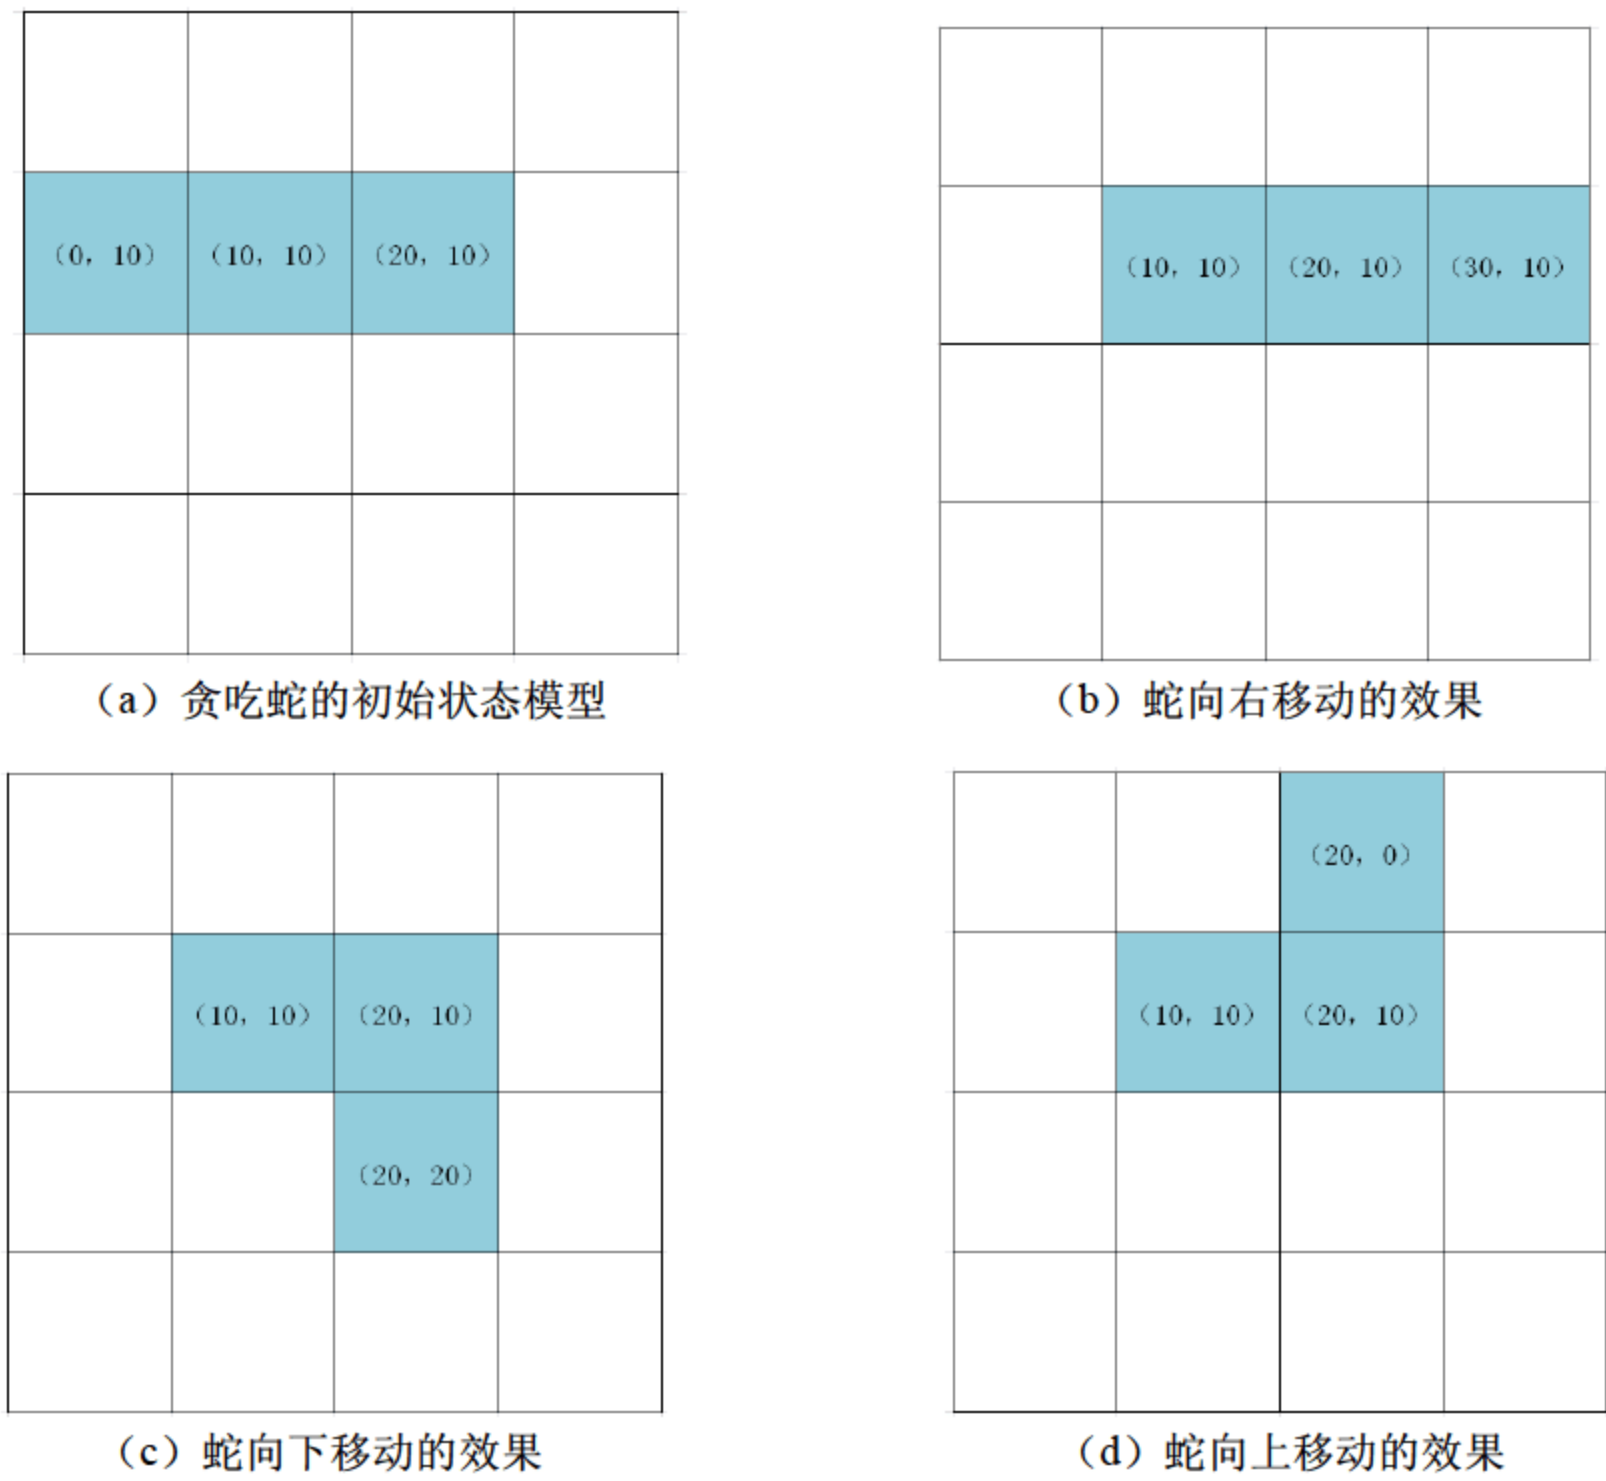 （0，10） （10，10） （20，10）
（a）贪吃蛇的初始状态模型
（10，10） （20，10） （30，10）
（b）蛇向右移动的效果
（10，10） （20，10）
（20，20）
（c）蛇向下移动的效果
（20，0）
（10，10） （20，10）
（d）蛇向上移动的效果